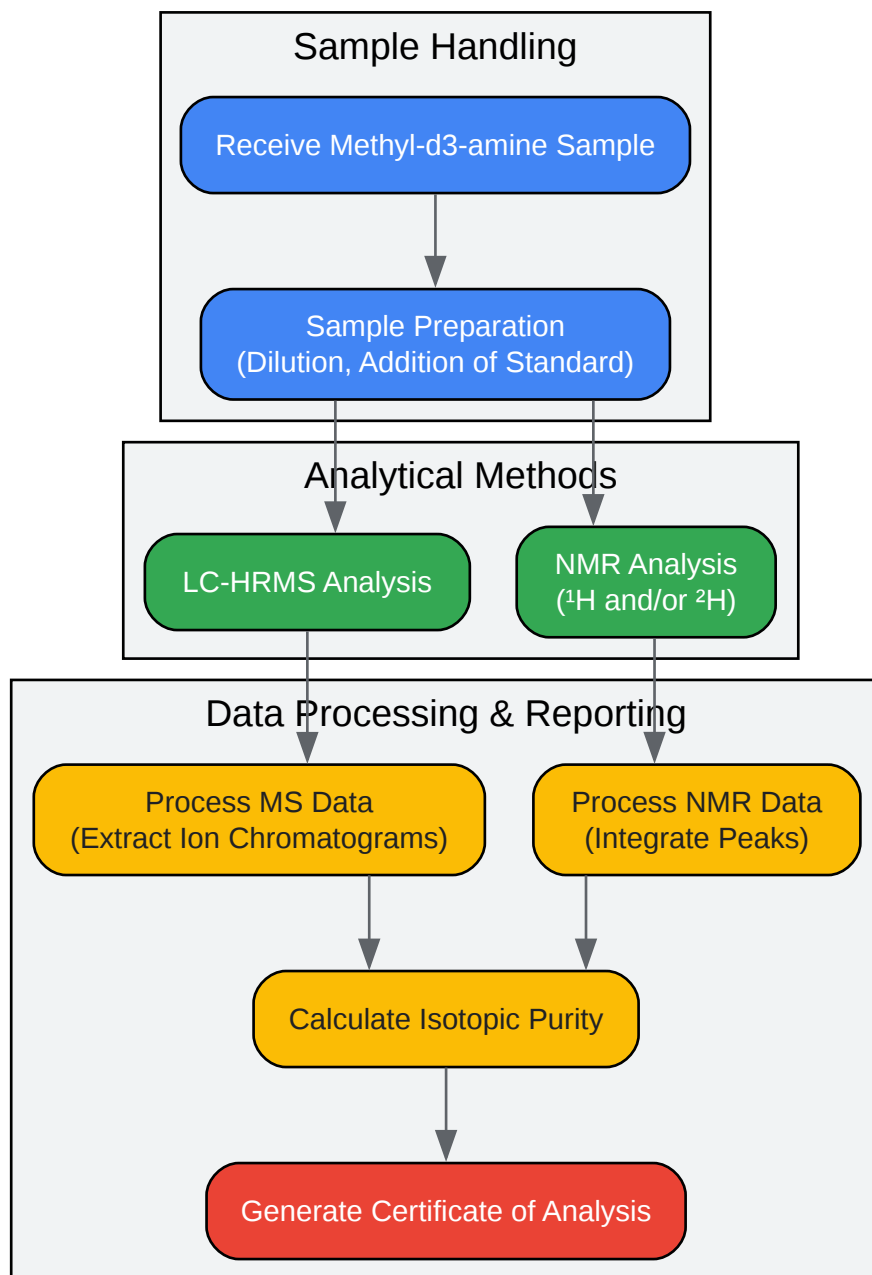 Sample Handling
Receive Methyl-d3-amine Sample
Sample Preparation
(Dilution, Addition of Standard)
Analytical Methods
LC-HRMS Analysis
NMR Analysis
(¹H and/or ²H)
Data Processing & Reporting
Process MS Data
(Extract Ion Chromatograms)
Process NMR Data
(Integrate Peaks)
Calculate Isotopic Purity
Generate Certificate of Analysis